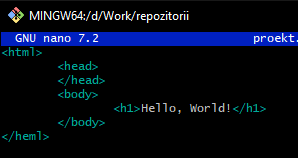 MINGW64:/d/Work/repozitorii
GNU nano 7.2 proekt.
<html>
<head>
</head>
<body>
<h1>Hello, World!</h1>
</body>
</heml>